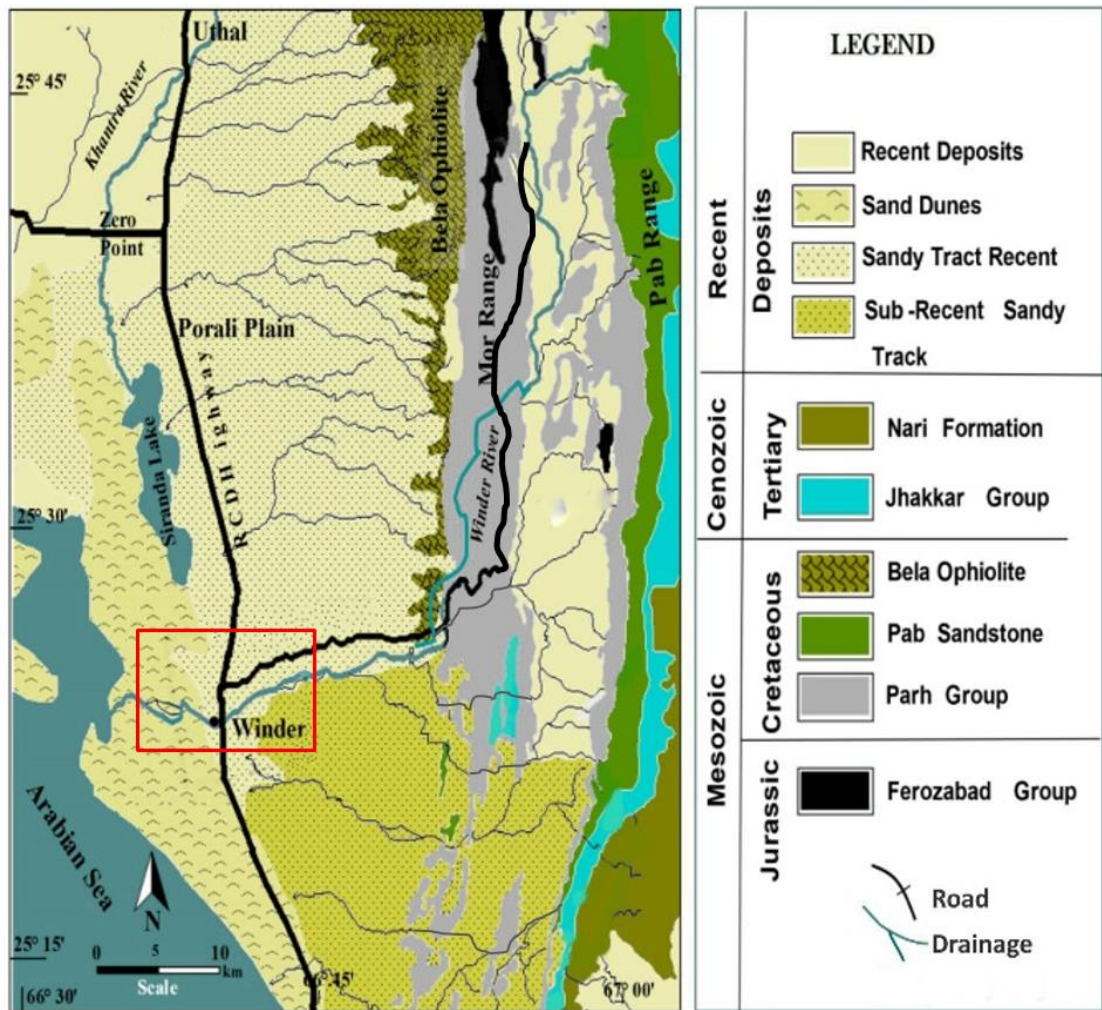 Uthal
25° 45'
Khantra River
Zero
Point
Bela Ophiolite
Mor Range
Pab Range
Porali Plain
R C D H ighway
Siranda Lake
Winder River
25° 30'
Winder
Arabian Sea
N
0 5 10
km
Scale
25° 15'
66° 30'
66° 45'
67° 00'
LEGEND
Recent
Deposits
Recent Deposits
Sand Dunes
Sandy Tract Recent
Sub -Recent Sandy
Track
Cenozoic
Tertiary
Nari Formation
Jhakkar Group
Mesozoic
Cretaceous
Bela Ophiolite
Pab Sandstone
Parh Group
Jurassic
Ferozabad Group
Road
Drainage